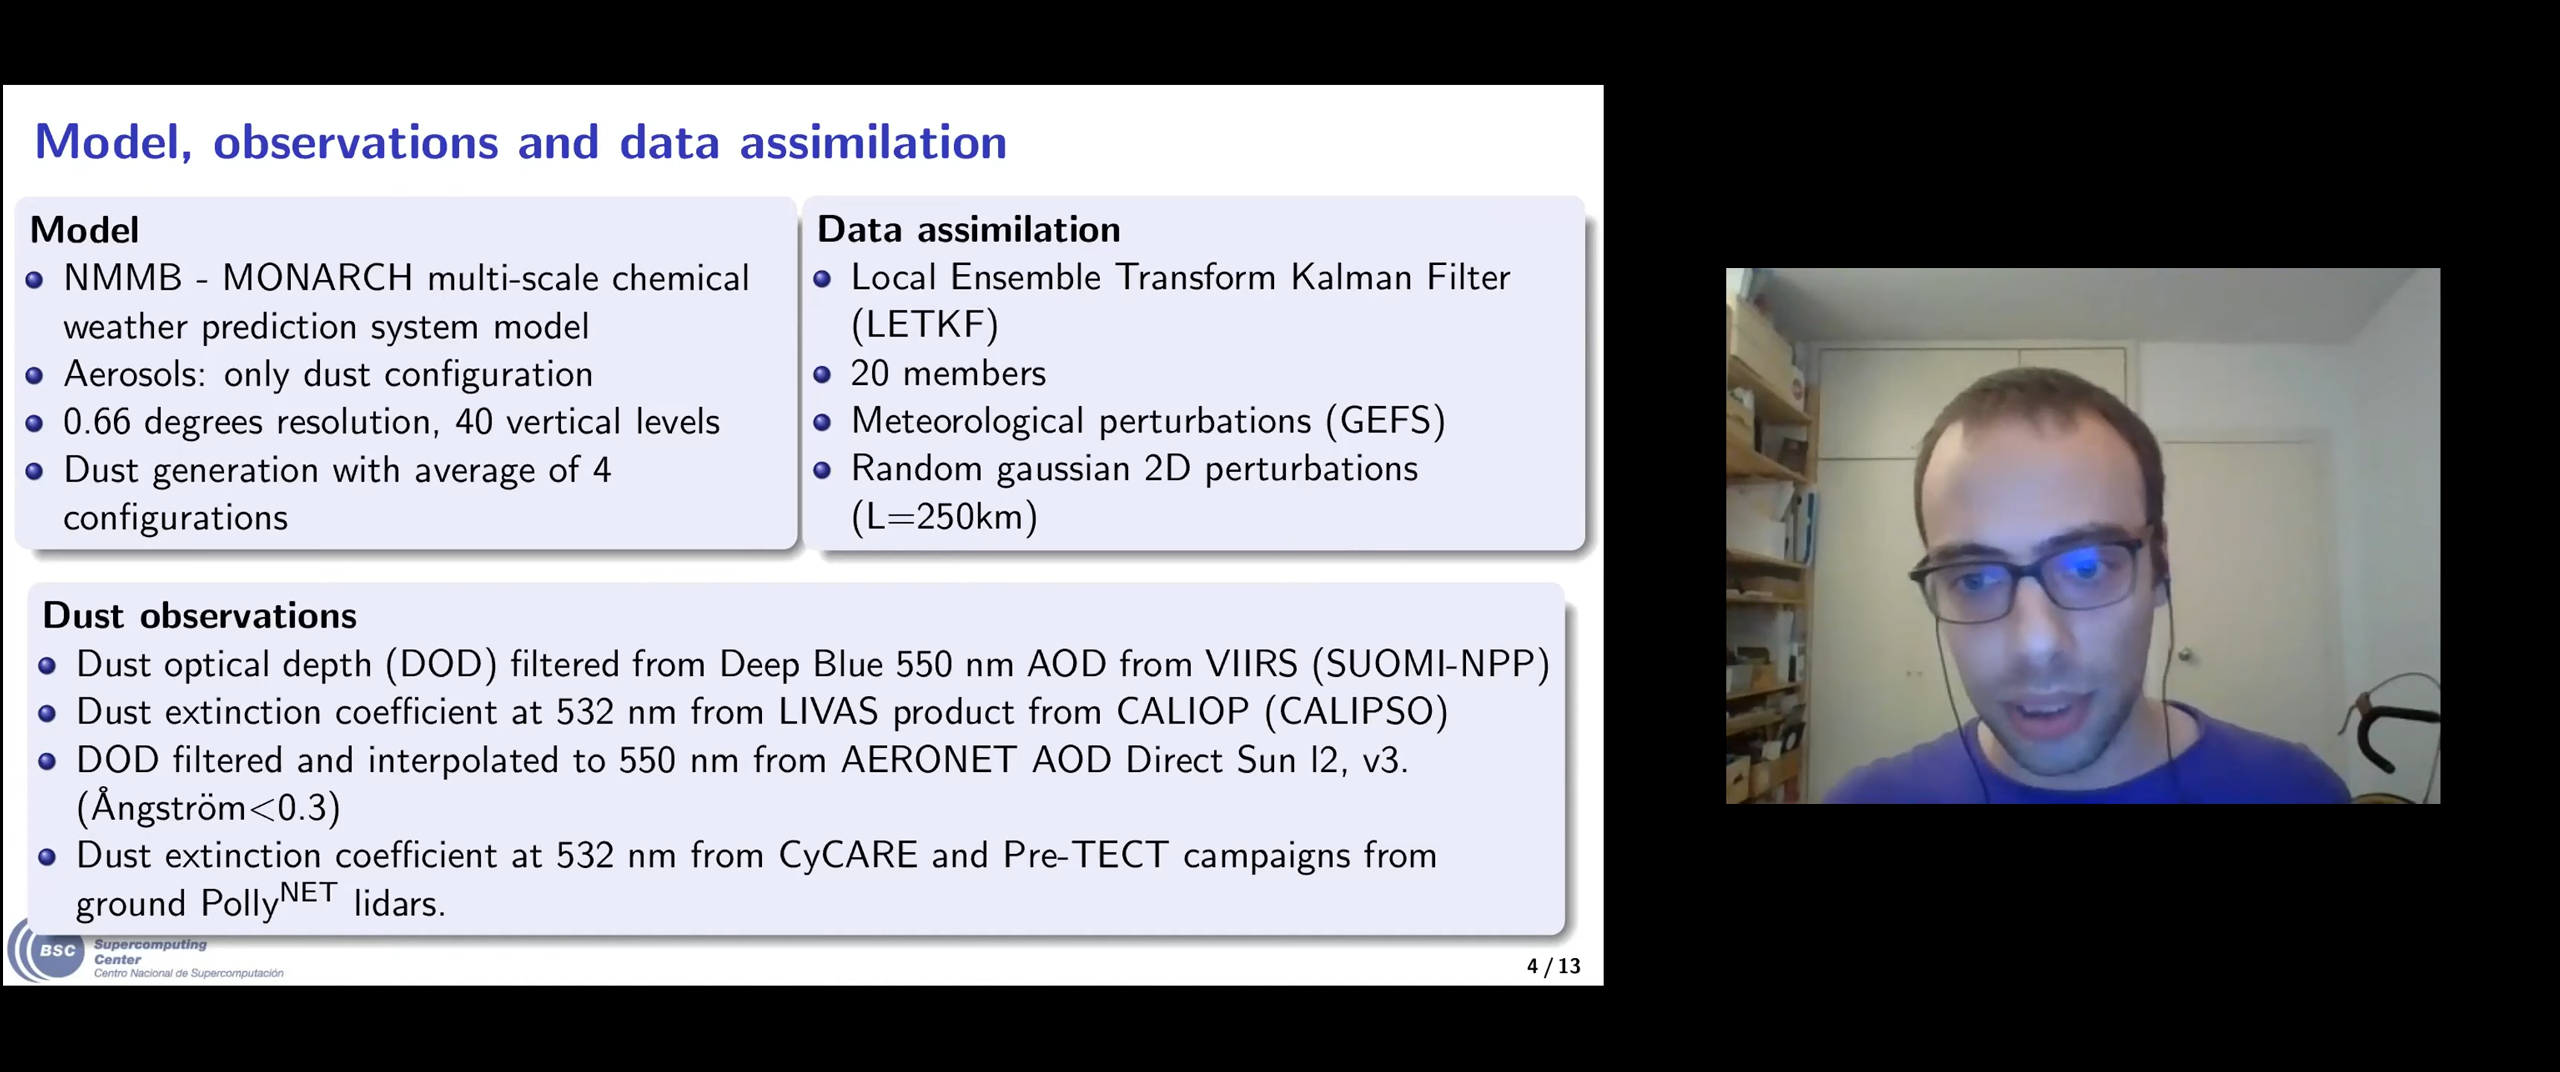 Model, observations and data assimilation
Model
NMMB - MONARCH multi-scale chemical
weather prediction system model
Aerosols: only dust configuration
0.66 degrees resolution, 40 vertical levels
Dust generation with average of 4
configurations
Data assimilation
Local Ensemble Transform Kalman Filter
(LETKF)
20 members
Meteorological perturbations (GEFS)
Random gaussian 2D perturbations
(L=250km)
Dust observations
Dust optical depth (DOD) filtered from Deep Blue 550 nm AOD from VIIRS (SUOMI-NPP)
Dust extinction coefficient at 532 nm from LIVAS product from CALIOP (CALIPSO)
DOD filtered and interpolated to 550 nm from AERONET AOD Direct Sun l2, v3.
(Ångström<0.3)
Dust extinction coefficient at 532 nm from CyCARE and Pre-TECT campaigns from
ground Polly^NET lidars.
BSC
Supercomputing
Center
Centro Nacional de Supercomputación
4 / 13